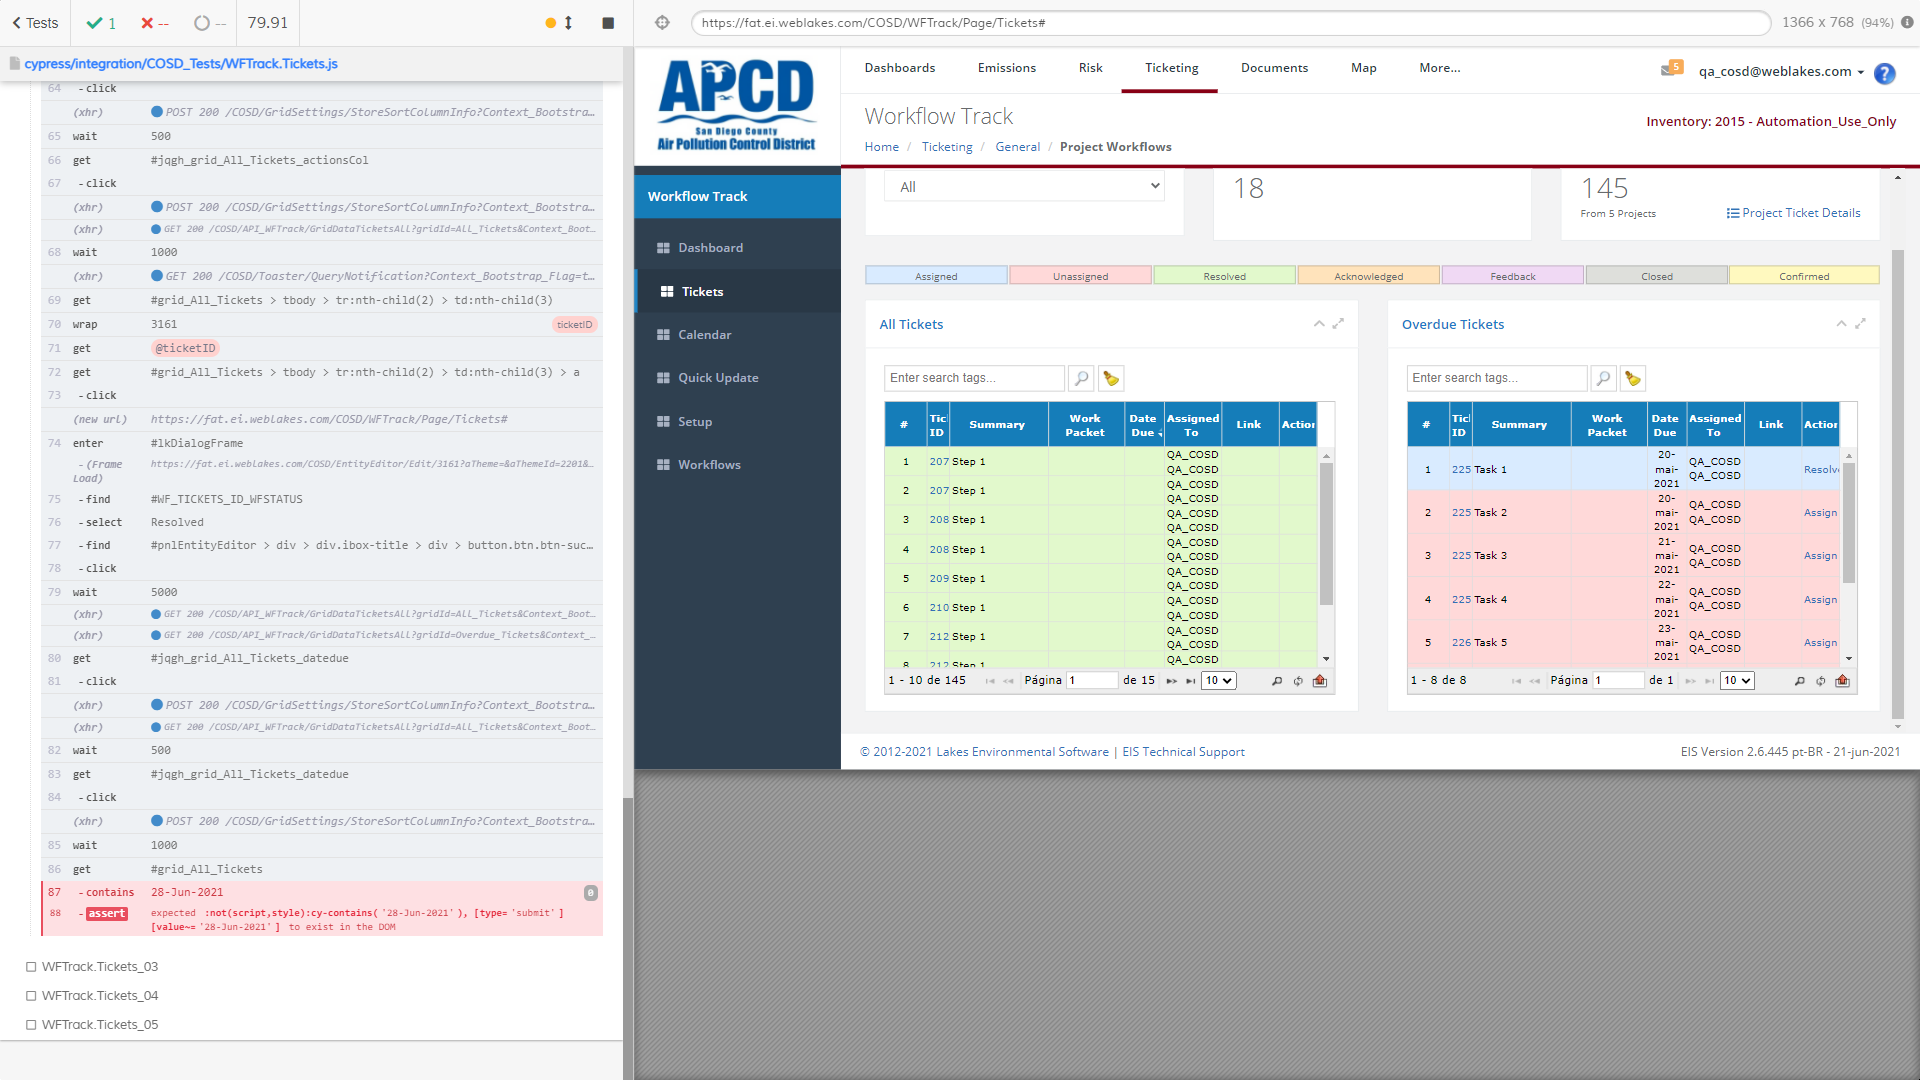 Tests
1
--
--
79.91
cypress/integration/COSD_Tests/WFTrack.Tickets.js
64 - click
(xhr) POST 200 /COSD/GridSettings/StoreSortColumnInfo?Context_Bootstra...
65 wait 500
66 get #jqgh_grid_All_Tickets_actionsCol
67 - click
(xhr) POST 200 /COSD/GridSettings/StoreSortColumnInfo?Context_Bootstra...
(xhr) GET 200 /COSD/API_WFTrack/GridDataTicketsAll?gridId=All_Tickets&Context_Boot...
68 wait 1000
(xhr) GET 200 /COSD/Toaster/QueryNotification?Context_Bootstrap_Flag=t...
69 get #grid_All_Tickets > tbody > tr:nth-child(2) > td:nth-child(3)
70 wrap 3161 ticketID
71 get @ticketID
72 get #grid_All_Tickets > tbody > tr:nth-child(2) > td:nth-child(3) > a
73 - click
(new url) https://fat.ei.weblakes.com/COSD/WFTrack/Page/Tickets#
74 enter #lkDialogFrame
- (Frame Load) https://fat.ei.weblakes.com/COSD/EntityEditor/Edit/3161?aTheme=&aThemeId=2201&...
75 - find #WF_TICKETS_ID_WFSTATUS
76 - select Resolved
77 - find #pnlEntityEditor > div > div.ibox-title > div > button.btn.btn-suc...
78 - click
79 wait 5000
(xhr) GET 200 /COSD/API_WFTrack/GridDataTicketsAll?gridId=All_Tickets&Context_Boot...
(xhr) GET 200 /COSD/API_WFTrack/GridDataTicketsAll?gridId=Overdue_Tickets&Context_...
80 get #jqgh_grid_All_Tickets_datedue
81 - click
(xhr) POST 200 /COSD/GridSettings/StoreSortColumnInfo?Context_Bootstra...
(xhr) GET 200 /COSD/API_WFTrack/GridDataTicketsAll?gridId=All_Tickets&Context_Boot...
82 wait 500
83 get #jqgh_grid_All_Tickets_datedue
84 - click
(xhr) POST 200 /COSD/GridSettings/StoreSortColumnInfo?Context_Bootstra...
85 wait 1000
86 get #grid_All_Tickets
87 - contains 28-Jun-2021 0
88 - assert expected :not(script,style):cy-contains( '28-Jun-2021' ), [type= 'submit' ]
[value~= '28-Jun-2021' ] to exist in the DOM
WFTrack.Tickets_03
WFTrack.Tickets_04
WFTrack.Tickets_05
https://fat.ei.weblakes.com/COSD/WFTrack/Page/Tickets#
1366 x 768 (94%)
APCD
San Diego County
Air Pollution Control District
Dashboards Emissions Risk Ticketing Documents Map More...
5
qa_cosd@weblakes.com
?
Workflow Track
Inventory: 2015 - Automation_Use_Only
Home / Ticketing / General / Project Workflows
Workflow Track
Dashboard
Tickets
Calendar
Quick Update
Setup
Workflows
All
18
145
From 5 Projects
Project Ticket Details
Assigned Unassigned Resolved Acknowledged Feedback Closed Confirmed
All Tickets
Enter search tags...
# Tic ID Summary Work Packet Date Due Assigned To Link Action
1 207 Step 1 QA_COSD QA_COSD
2 207 Step 1 QA_COSD QA_COSD
3 208 Step 1 QA_COSD QA_COSD
4 208 Step 1 QA_COSD QA_COSD
5 209 Step 1 QA_COSD QA_COSD
6 210 Step 1 QA_COSD QA_COSD
7 212 Step 1 QA_COSD QA_COSD
8 212 Step 1 QA_COSD
1 - 10 de 145 Página 1 de 15 10
Overdue Tickets
Enter search tags...
# Tic ID Summary Work Packet Date Due Assigned To Link Action
1 225 Task 1 20-mai-2021 QA_COSD QA_COSD Resolv
2 225 Task 2 20-mai-2021 QA_COSD QA_COSD Assign
3 225 Task 3 21-mai-2021 QA_COSD QA_COSD Assign
4 225 Task 4 22-mai-2021 QA_COSD QA_COSD Assign
5 226 Task 5 23-mai-2021 QA_COSD QA_COSD Assign
1 - 8 de 8 Página 1 de 1 10
© 2012-2021 Lakes Environmental Software | EIS Technical Support
EIS Version 2.6.445 pt-BR - 21-jun-2021